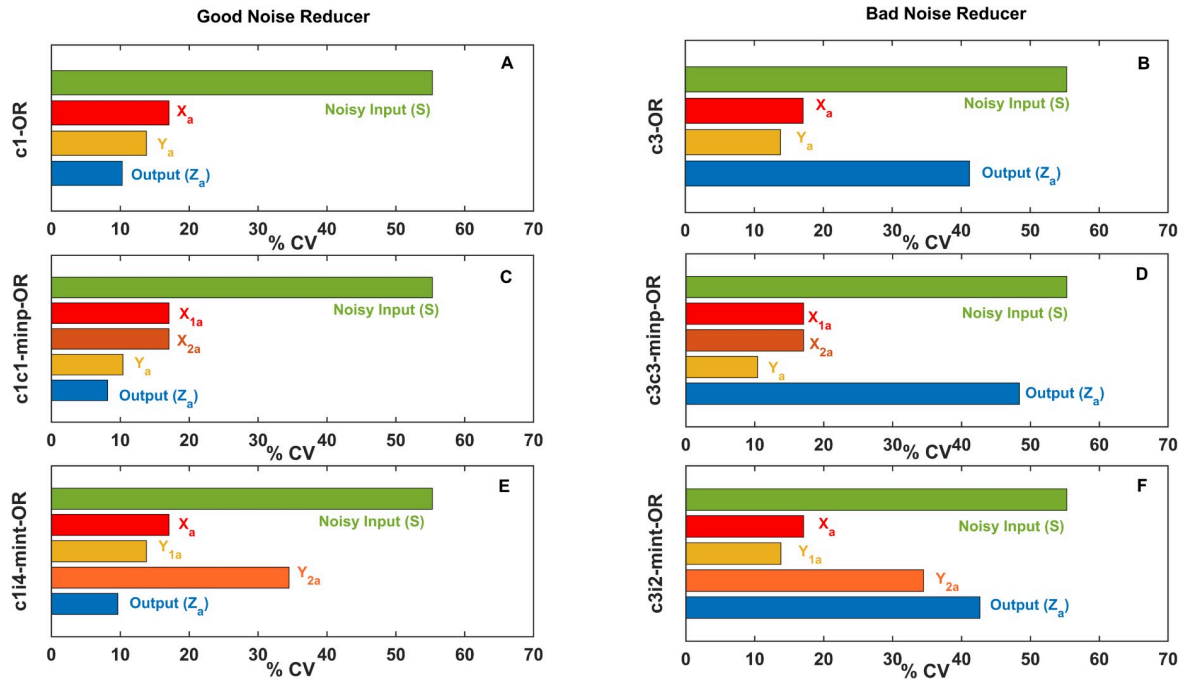 Good Noise Reducer
Bad Noise Reducer
c1-OR
A
Noisy Input (S)
Xa
Ya
Output (Za)
0 10 20 30 40 50 60 70
% CV
c3-OR
B
Noisy Input (S)
Xa
Ya
Output (Za)
0 10 20 30 40 50 60 70
% CV
c1c1-minp-OR
C
Noisy Input (S)
X1a
X2a
Ya
Output (Za)
0 10 20 30 40 50 60 70
% CV
c3c3-minp-OR
D
Noisy Input (S)
X1a
X2a
Ya
Output (Za)
0 10 20 30 40 50 60 70
% CV
c1i4-mint-OR
E
Noisy Input (S)
Xa
Y1a
Y2a
Output (Za)
0 10 20 30 40 50 60 70
% CV
c3i2-mint-OR
F
Noisy Input (S)
Xa
Y1a
Y2a
Output (Za)
0 10 20 30 40 50 60 70
% CV